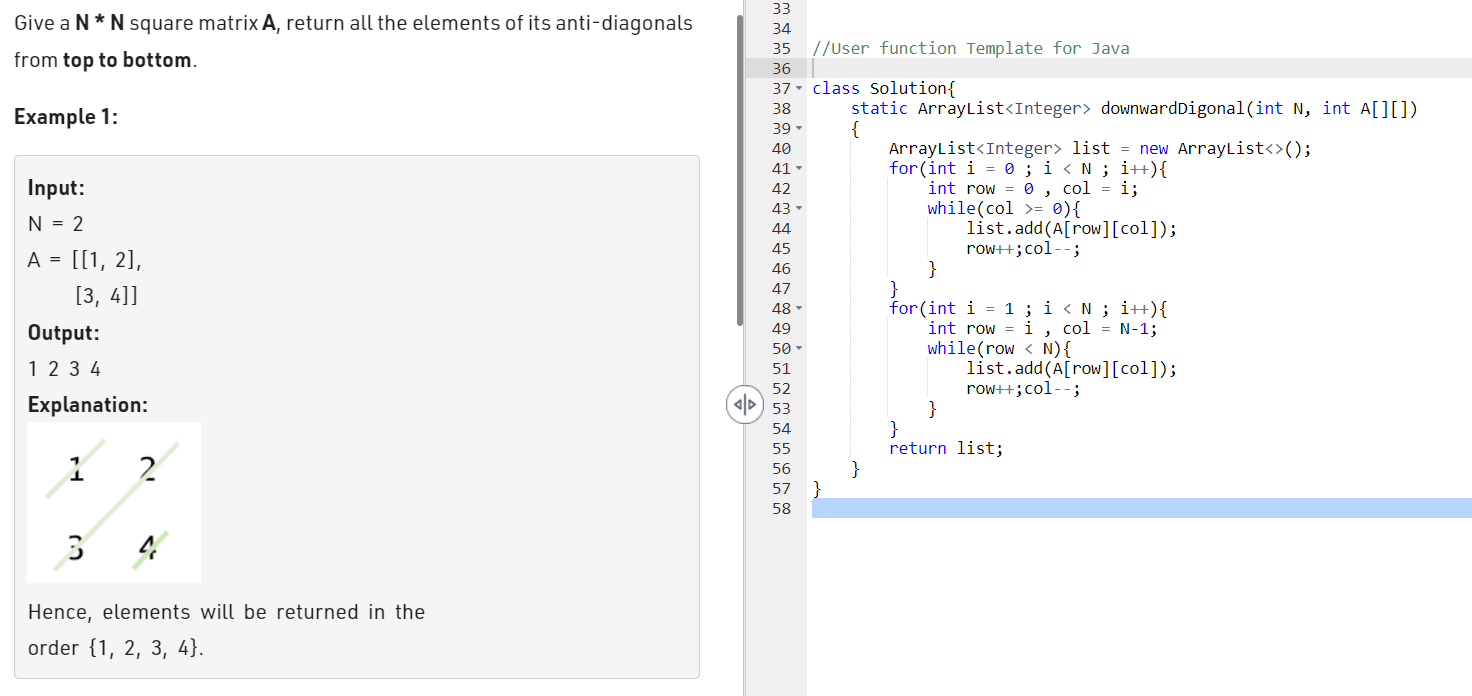 Give a N * N square matrix A, return all the elements of its anti-diagonals
from top to bottom.
Example 1:
Input:
N = 2
A = [[1, 2],
[3, 4]]
Output:
1 2 3 4
Explanation:
1 2
3 4
Hence, elements will be returned in the
order {1, 2, 3, 4}.
33
34
35 //User function Template for Java
36
37 class Solution{
38 static ArrayList<Integer> downwardDigonal(int N, int A[][])
39 {
40 ArrayList<Integer> list = new ArrayList<>();
41 for(int i = 0 ; i < N ; i++){
42 int row = 0 , col = i;
43 while(col >= 0){
44 list.add(A[row][col]);
45 row++;col--;
46 }
47 }
48 for(int i = 1 ; i < N ; i++){
49 int row = i , col = N-1;
50 while(row < N){
51 list.add(A[row][col]);
52 row++;col--;
53 }
54 }
55 return list;
56 }
57 }
58